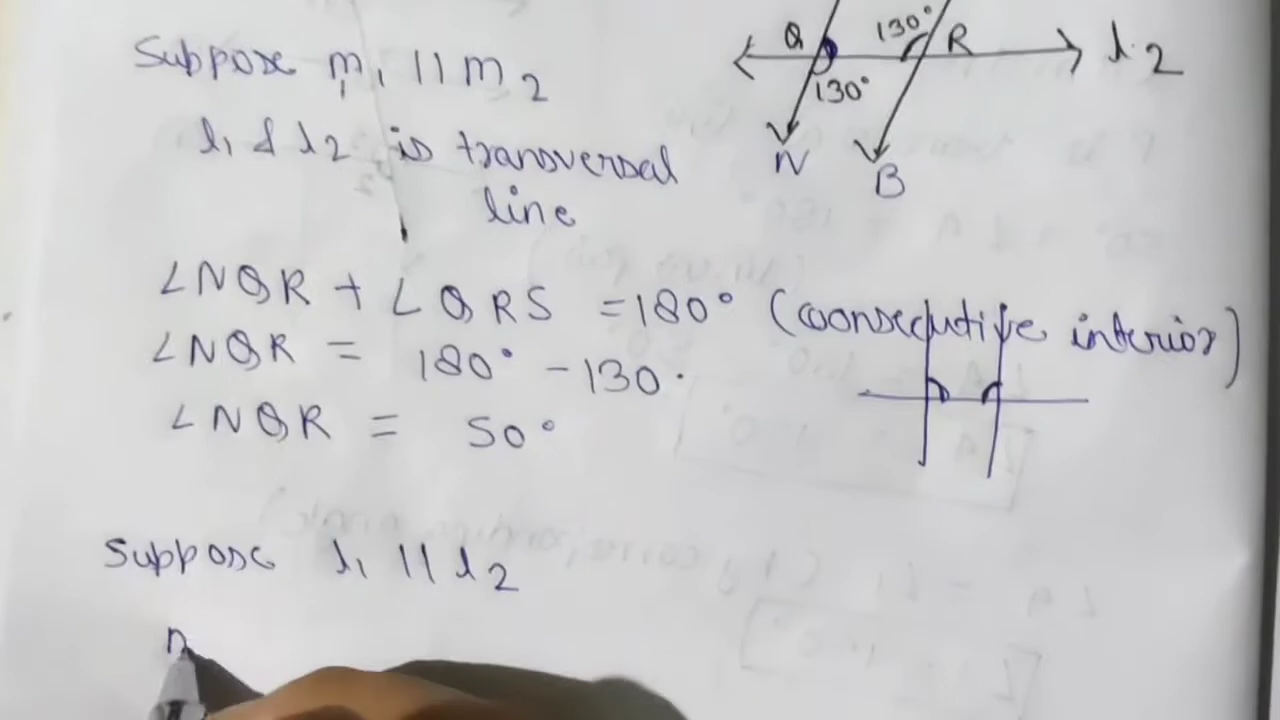 130°
Q
R
l2
Suppose m1 || m2
130°
l1 & l2 is transversal
N
B
line
∠NQR + ∠QRS = 180° (consecutive interior)
∠NQR = 180° - 130.
∠NQR = 50°
Suppose l1 || l2